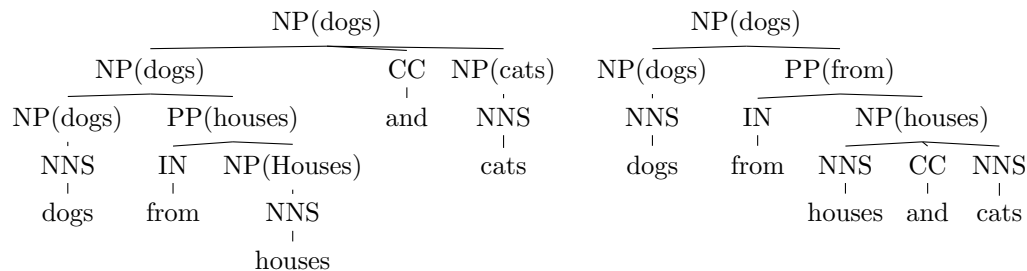 NP(dogs) NP(dogs)
NP(dogs) CC NP(cats) NP(dogs) PP(from)
NP(dogs) PP(houses) and NNS NNS IN NP(houses)
NNS IN NP(Houses) cats dogs from NNS CC NNS
dogs from NNS houses and cats
houses